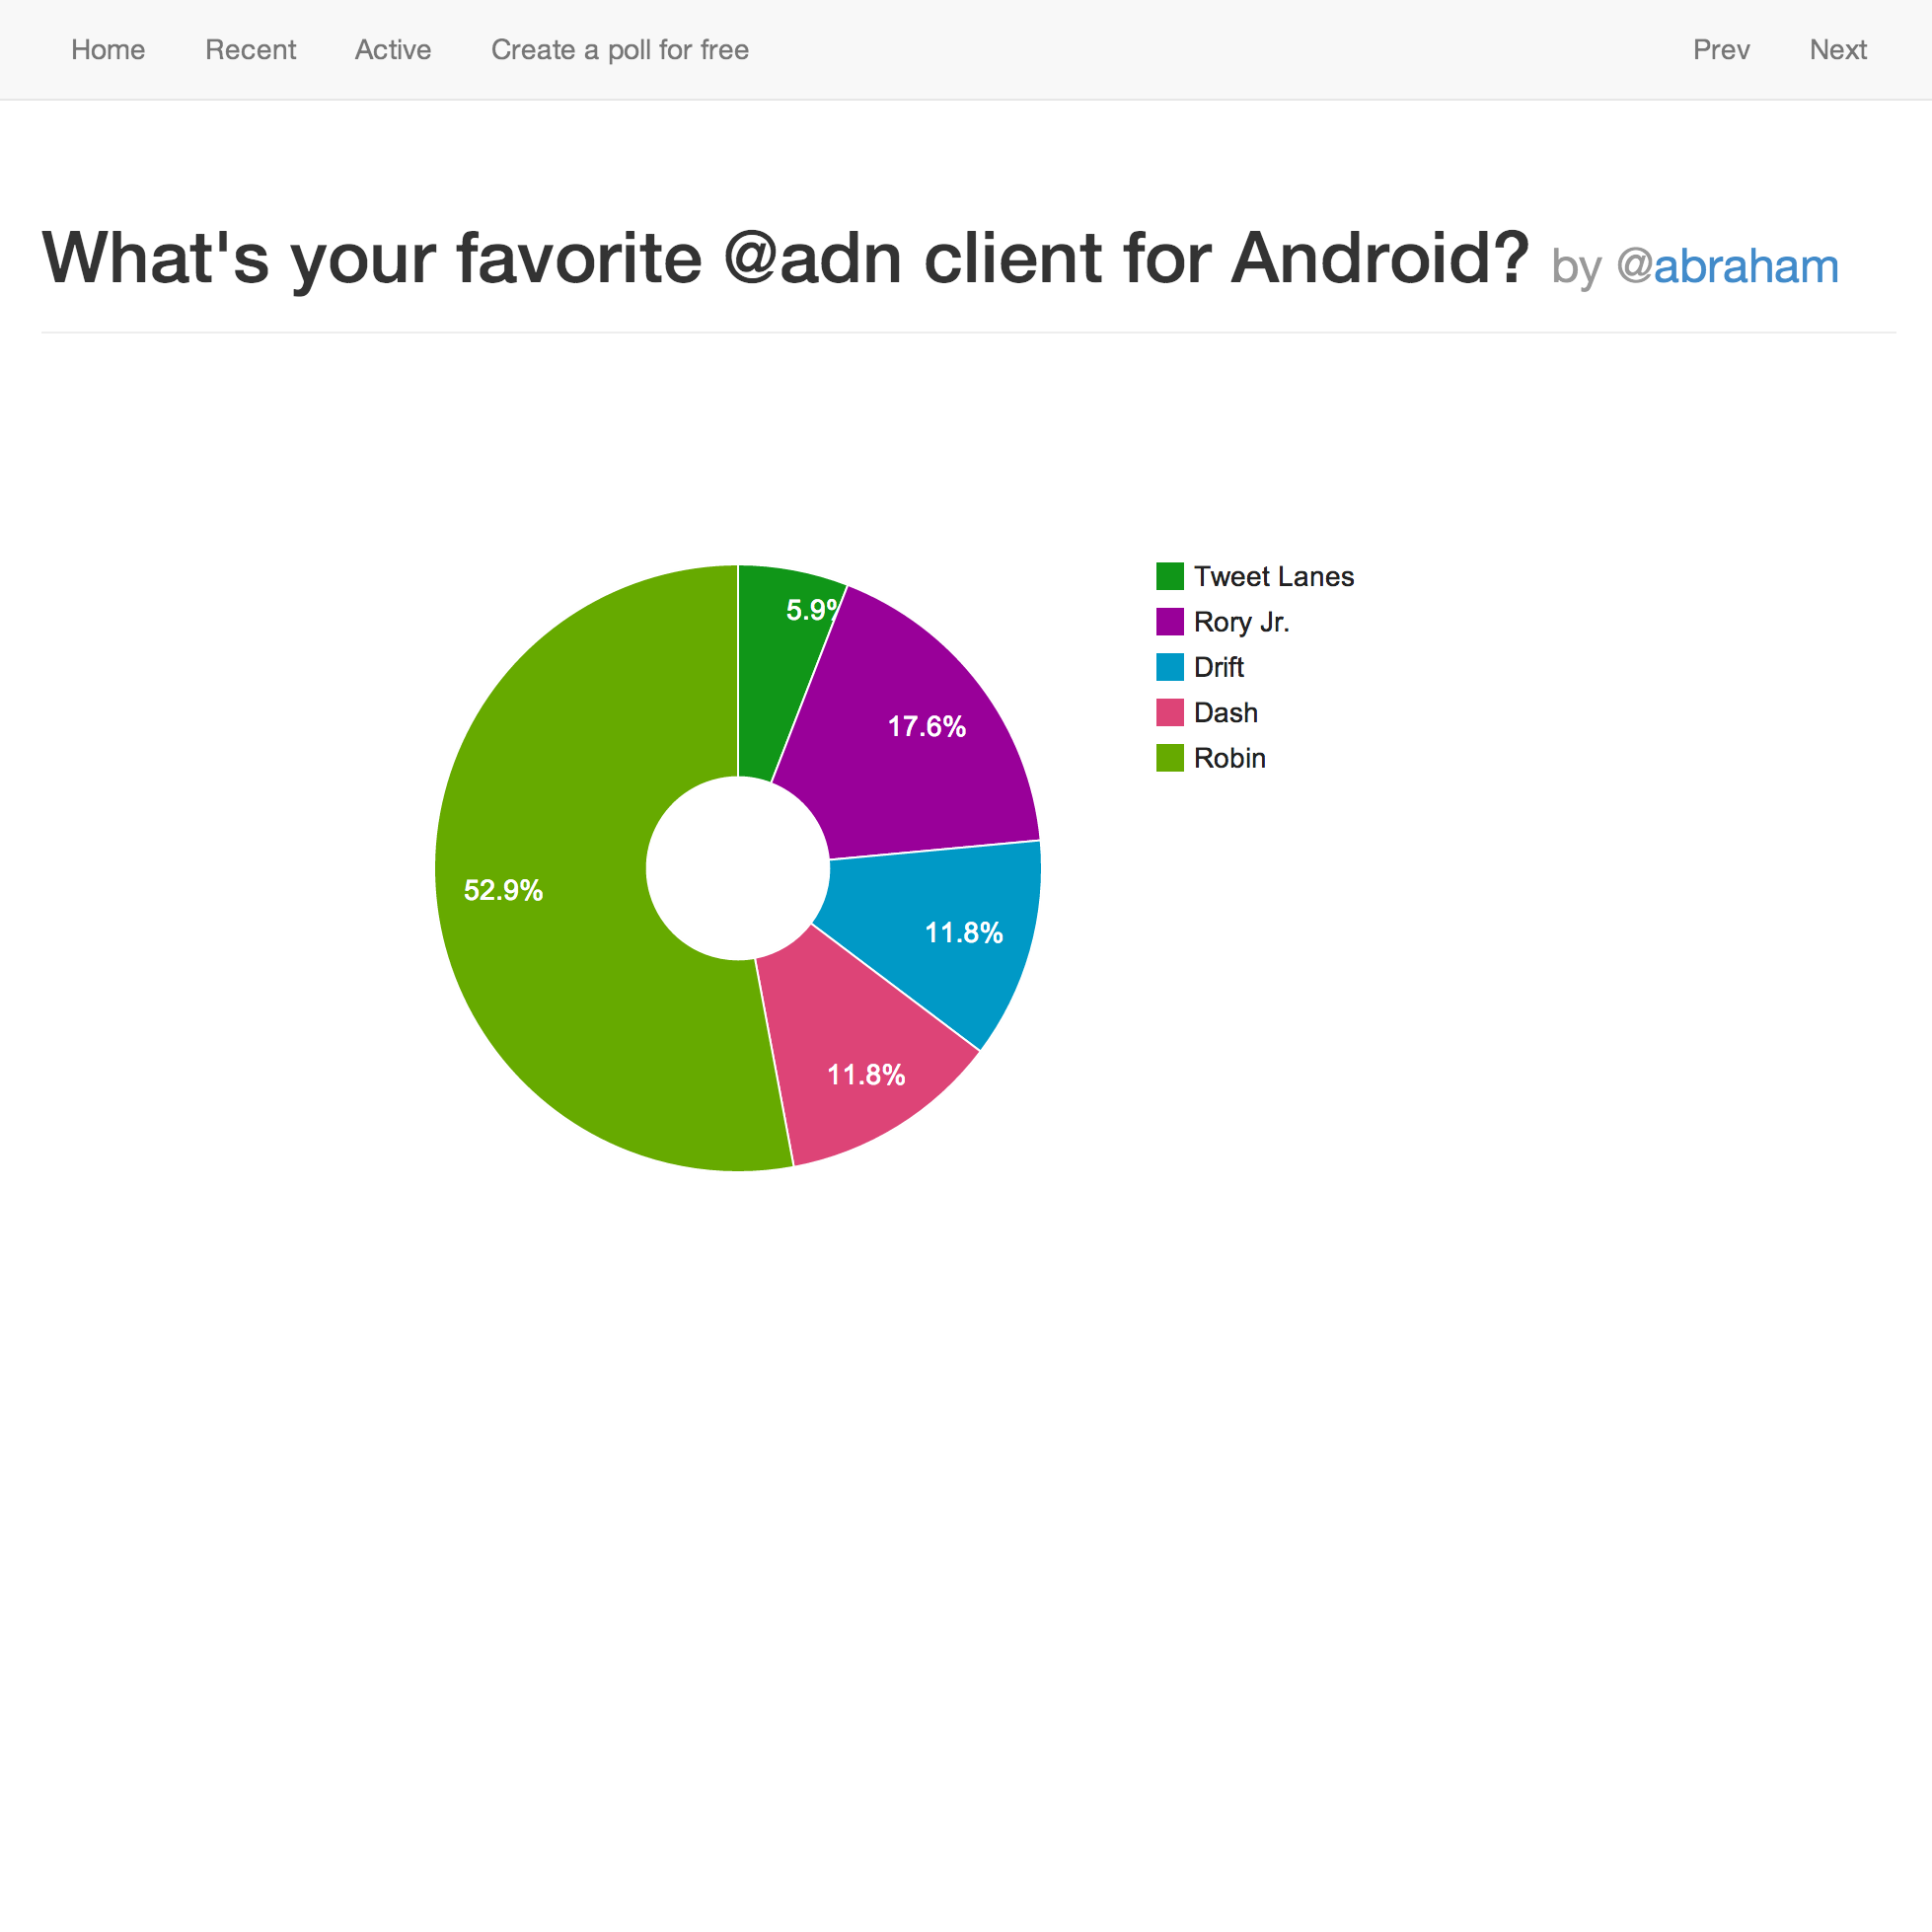 Home Recent Active Create a poll for free Prev Next
What's your favorite @adn client for Android? by @abraham
Tweet Lanes
Rory Jr.
Drift
Dash
Robin
5.9%
17.6%
11.8%
11.8%
52.9%